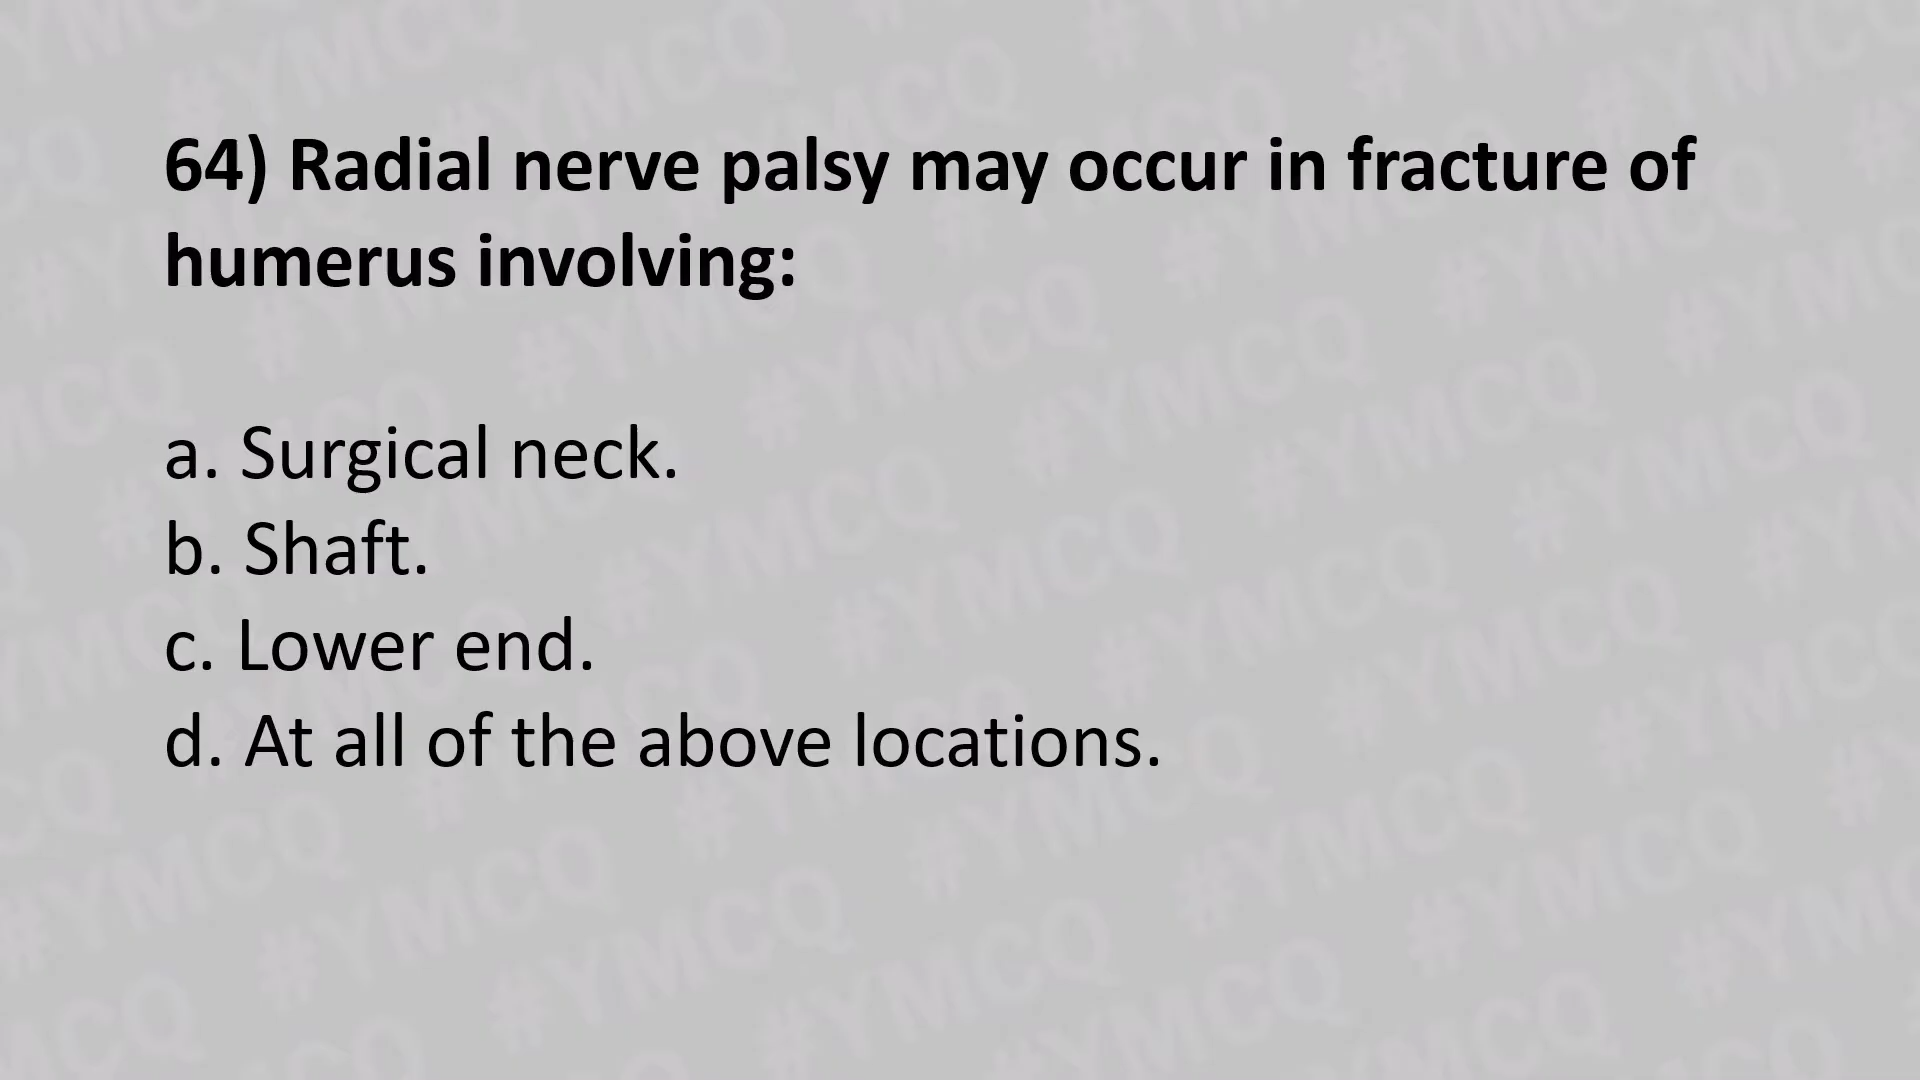 64) Radial nerve palsy may occur in fracture of
humerus involving:
a. Surgical neck.
b. Shaft.
c. Lower end.
d. At all of the above locations.
#YMCQ